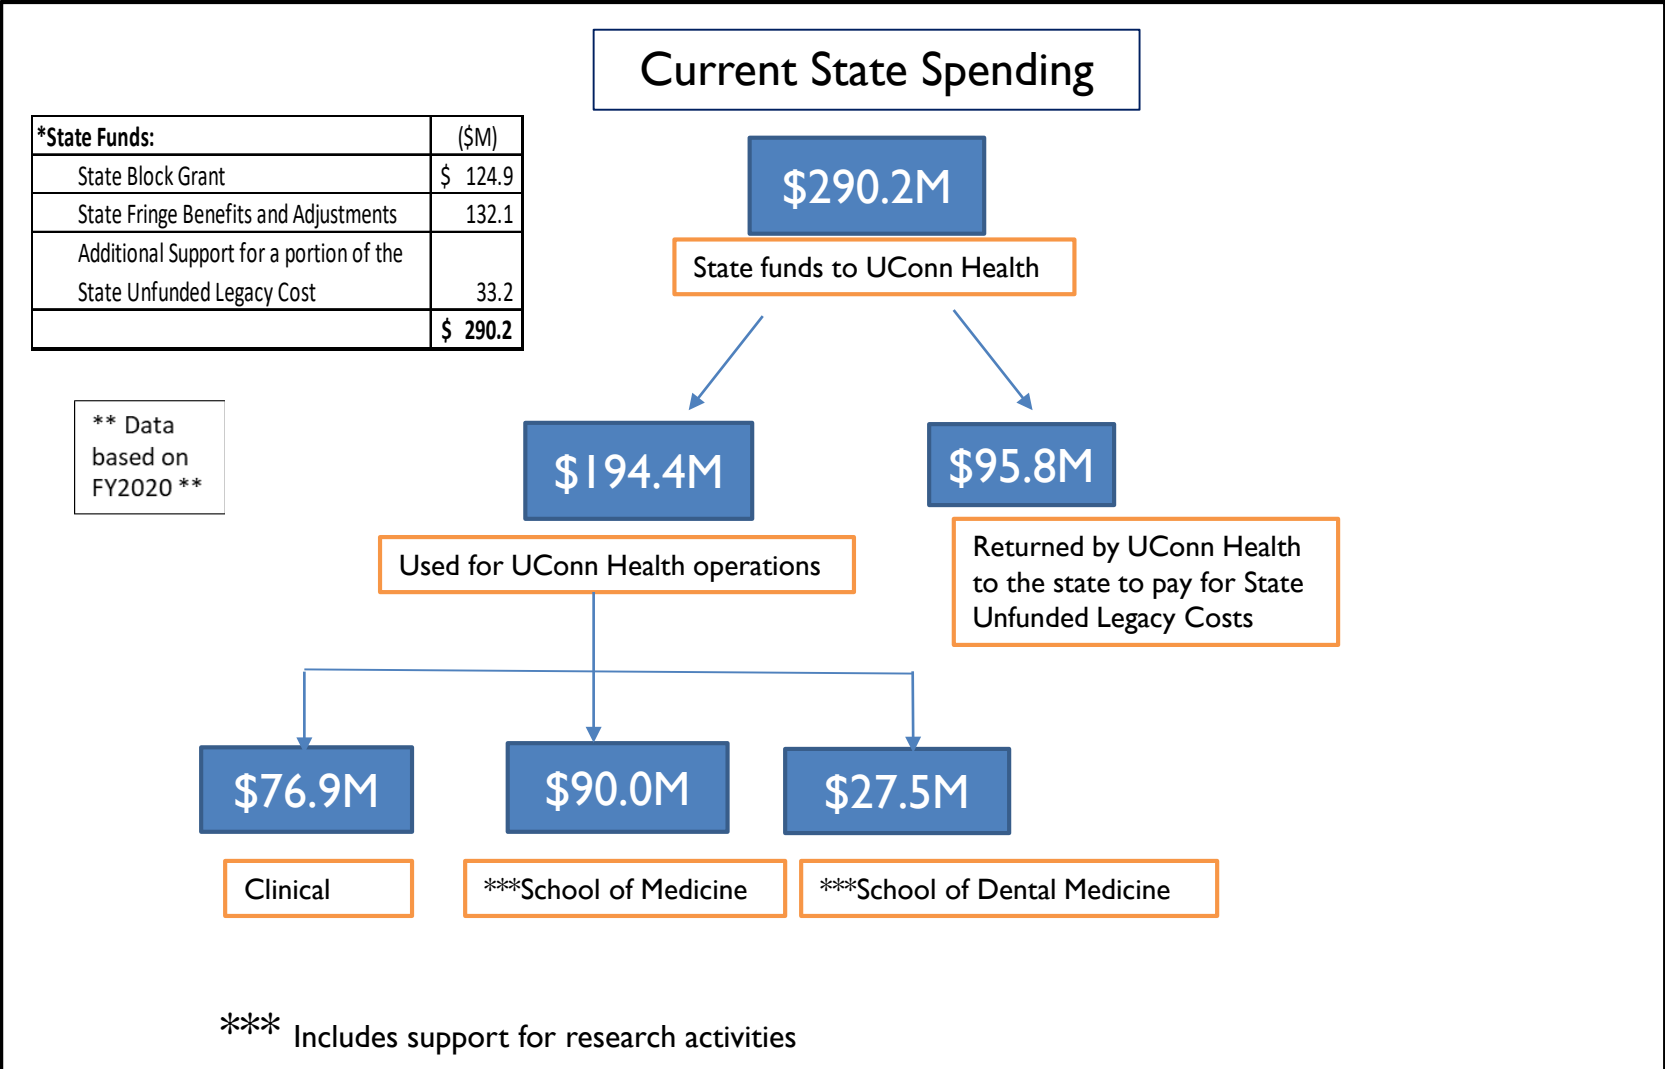 Current State Spending
*State Funds: ($M)
State Block Grant $ 124.9
State Fringe Benefits and Adjustments 132.1
Additional Support for a portion of the
State Unfunded Legacy Cost 33.2
$ 290.2
** Data
based on
FY2020 **
$290.2M
State funds to UConn Health
$194.4M
Used for UConn Health operations
$95.8M
Returned by UConn Health
to the state to pay for State
Unfunded Legacy Costs
$76.9M
Clinical
$90.0M
***School of Medicine
$27.5M
***School of Dental Medicine
*** Includes support for research activities